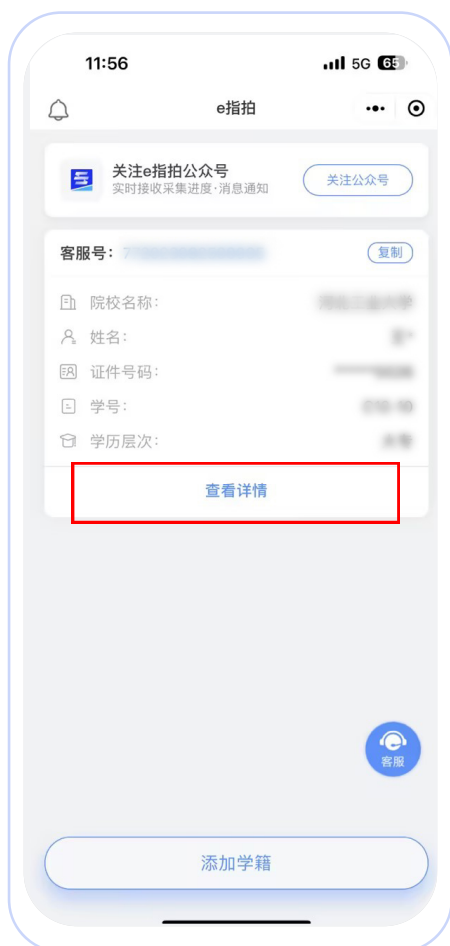 11:56
5G 65
e指拍
关注e指拍公众号
实时接收采集进度·消息通知
关注公众号
客服号：
复制
院校名称：
姓名：
证件号码：
学号：
学历层次：
查看详情
客服
添加学籍